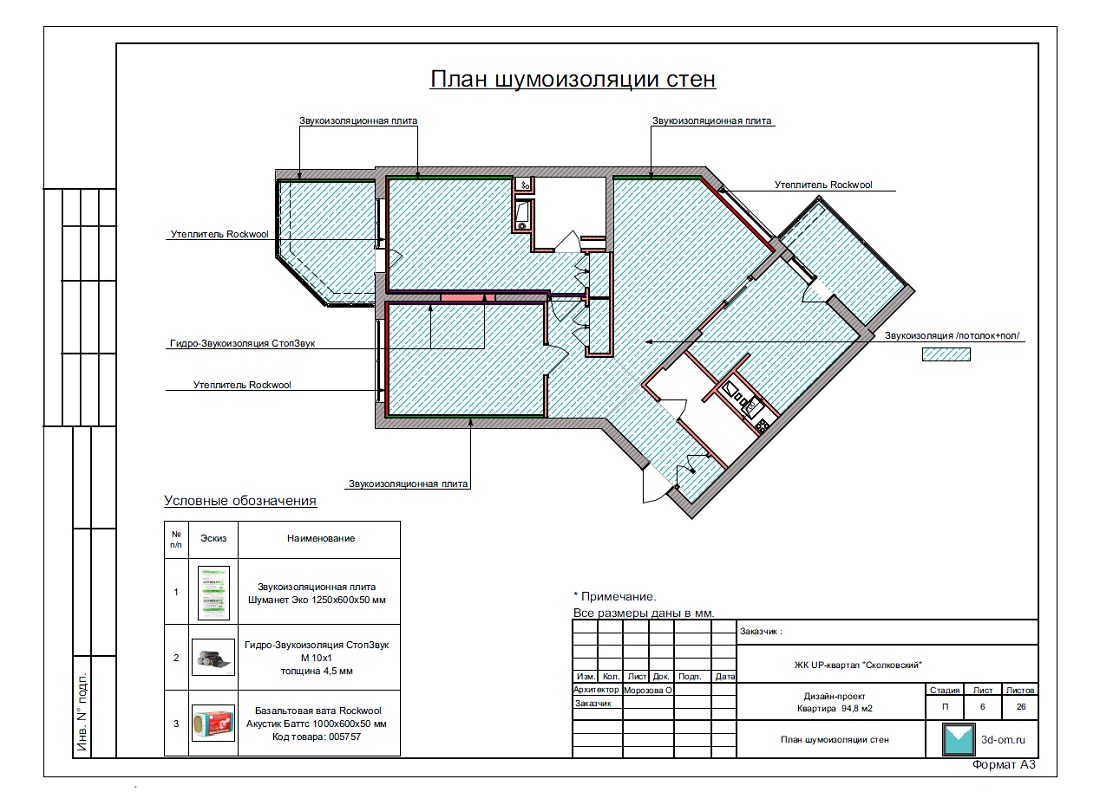 План шумоизоляции стен
Звукоизоляционная плита
Звукоизоляционная плита
Утеплитель Rockwool
Утеплитель Rockwool
Звукоизоляция /потолок+пол/
Гидро-Звукоизоляция СтопЗвук
Утеплитель Rockwool
Звукоизоляционная плита
Условные обозначения
№ п/п
Эскиз
Наименование
1
Звукоизоляционная плита
Шуманет Эко 1250х600х50 мм
2
Гидро-Звукоизоляция СтопЗвук
М 10х1
толщина 4,5 мм
3
Базальтовая вата Rockwool
Акустик Баттс 1000х600х50 мм
Код товара: 005757
* Примечание.
Все размеры даны в мм.
Заказчик :
ЖК UP-квартал "Сколковский"
Изм. Кол. Лист Док. Подп. Дата
Архитектор Морозова О
Заказчик
Дизайн-проект
Квартира 94,8 м2
Стадия Лист Листов
П 6 26
План шумоизляции стен
3d-om.ru
Формат А3
Инв. N° подл.